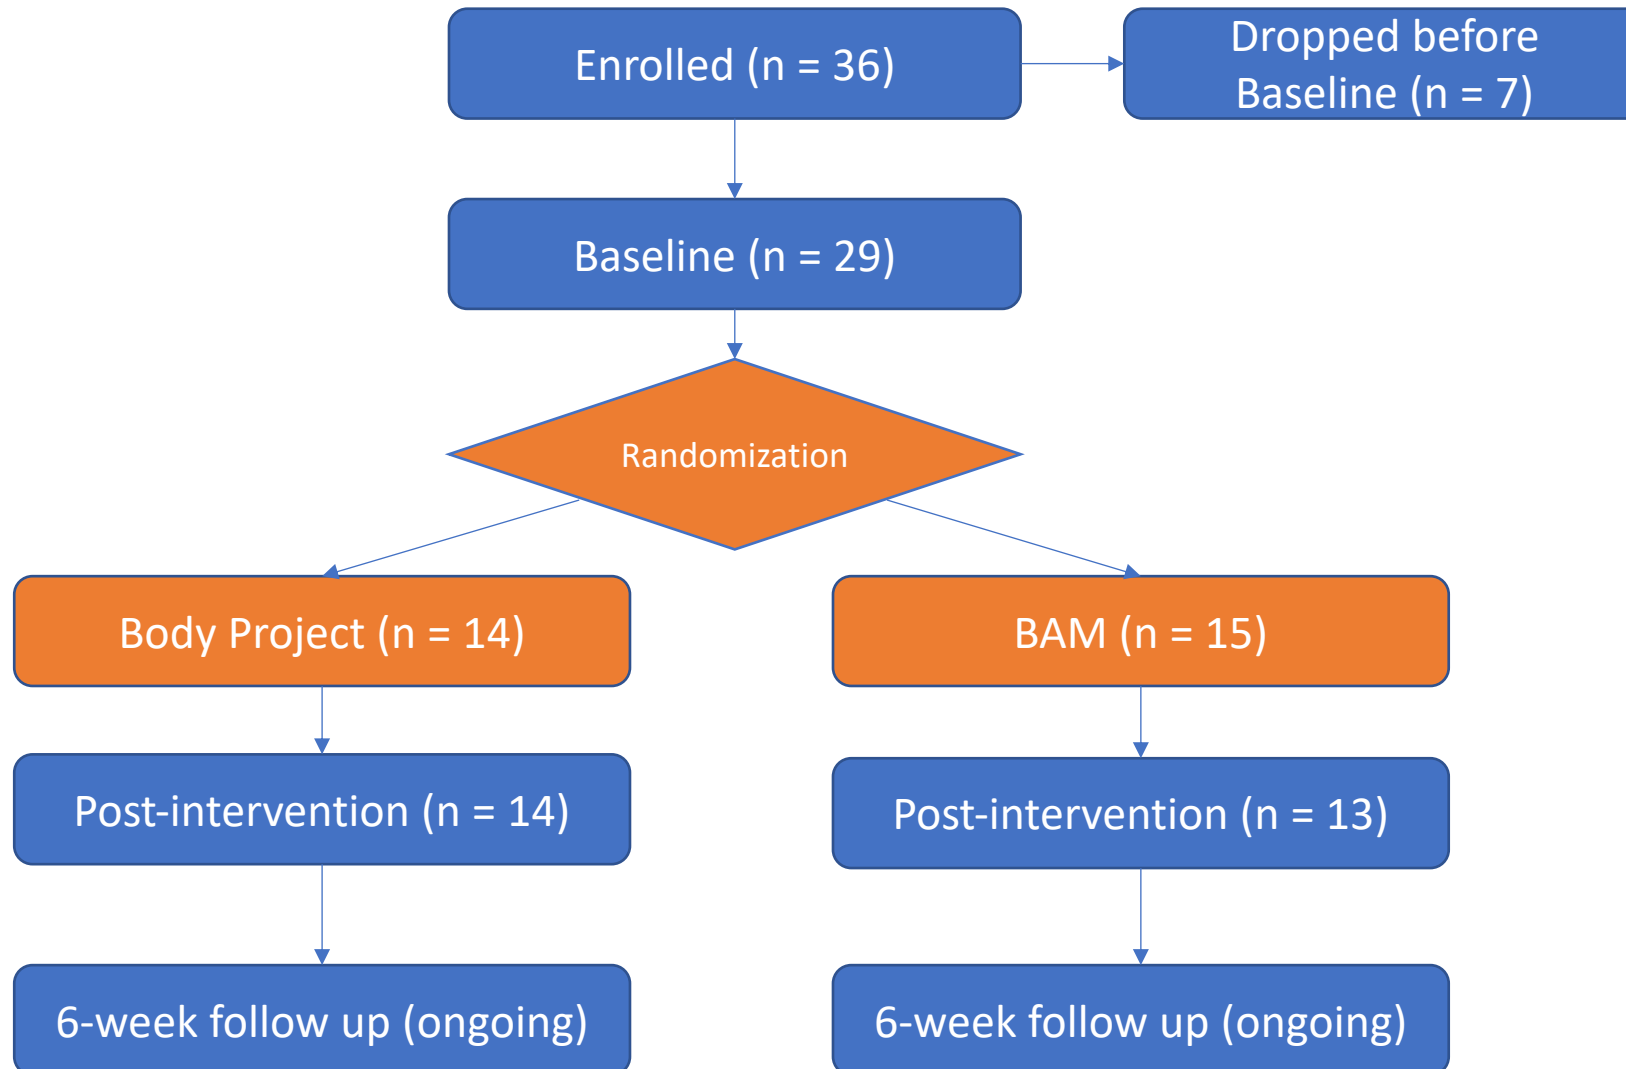 Enrolled (n = 36)
Dropped before
Baseline (n = 7)
Baseline (n = 29)
Randomization
Body Project (n = 14)
BAM (n = 15)
Post-intervention (n = 14)
Post-intervention (n = 13)
6-week follow up (ongoing)
6-week follow up (ongoing)